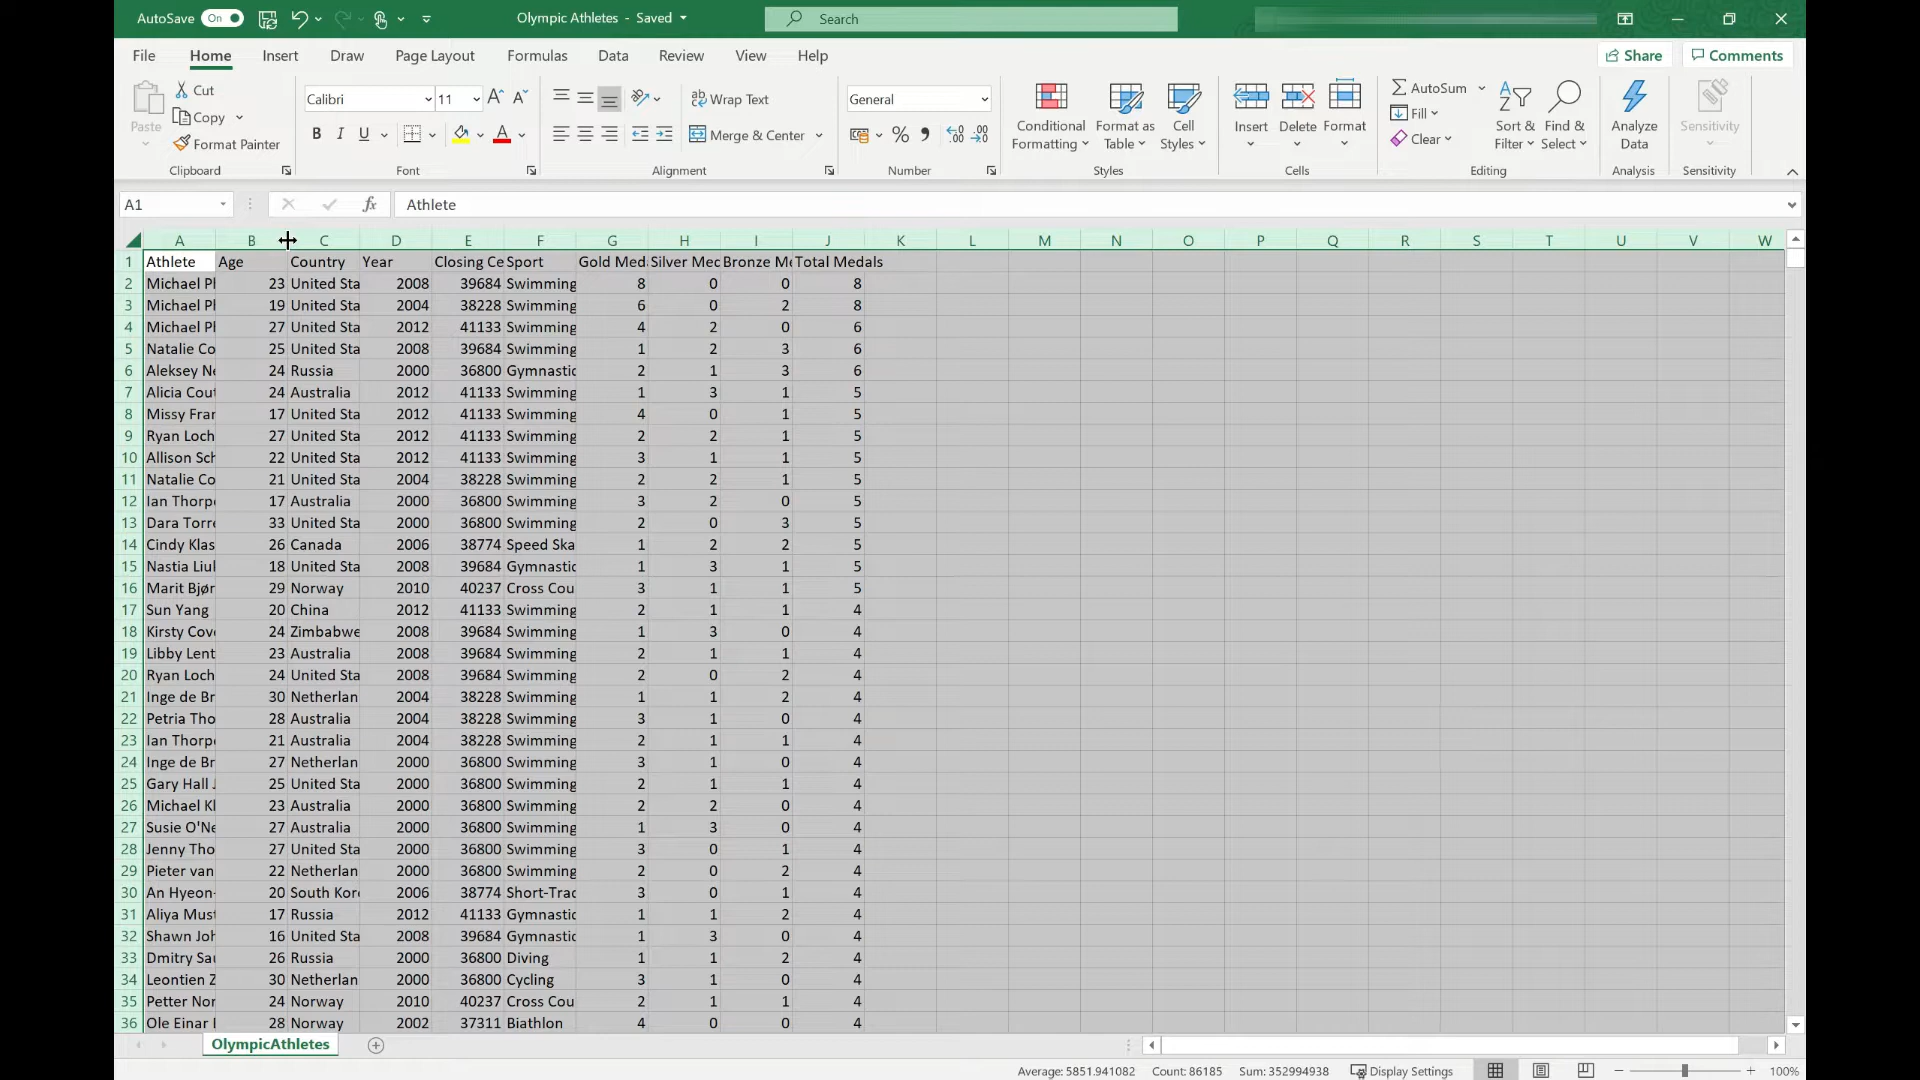 AutoSave On Olympic Athletes - Saved Search
File Home Insert Draw Page Layout Formulas Data Review View Help Share Comments
Paste Cut Copy Format Painter Clipboard
Calibri 11 B I U A Font
Wrap Text Merge & Center Alignment
General % Number
Conditional Formatting Format as Table Cell Styles Styles
Insert Delete Format Cells
AutoSum Fill Clear Sort & Filter Find & Select Editing
Analyze Data Analysis
Sensitivity Sensitivity
A1 fx Athlete
A B C D E F G H I J K L M N O P Q R S T U V W
1 Athlete Age Country Year Closing Ce Sport Gold Med Silver Med Bronze Me Total Medals
2 Michael Pl 23 United Sta 2008 39684 Swimming 8 0 0 8
3 Michael Pl 19 United Sta 2004 38228 Swimming 6 0 2 8
4 Michael Pl 27 United Sta 2012 41133 Swimming 4 2 0 6
5 Natalie Co 25 United Sta 2008 39684 Swimming 1 2 3 6
6 Aleksey Ne 24 Russia 2000 36800 Gymnastic 2 1 3 6
7 Alicia Cout 24 Australia 2012 41133 Swimming 1 3 1 5
8 Missy Fran 17 United Sta 2012 41133 Swimming 4 0 1 5
9 Ryan Loch 27 United Sta 2012 41133 Swimming 2 2 1 5
10 Allison Sch 22 United Sta 2012 41133 Swimming 3 1 1 5
11 Natalie Co 21 United Sta 2004 38228 Swimming 2 2 1 5
12 Ian Thorpe 17 Australia 2000 36800 Swimming 3 2 0 5
13 Dara Torre 33 United Sta 2000 36800 Swimming 2 0 3 5
14 Cindy Klas 26 Canada 2006 38774 Speed Ska 1 2 2 5
15 Nastia Liul 18 United Sta 2008 39684 Gymnastic 1 3 1 5
16 Marit Bjør 29 Norway 2010 40237 Cross Cou 3 1 1 5
17 Sun Yang 20 China 2012 41133 Swimming 2 1 1 4
18 Kirsty Cove 24 Zimbabwe 2008 39684 Swimming 1 3 0 4
19 Libby Lent 23 Australia 2008 39684 Swimming 2 1 1 4
20 Ryan Loch 24 United Sta 2008 39684 Swimming 2 0 2 4
21 Inge de Br 30 Netherlan 2004 38228 Swimming 1 1 2 4
22 Petria Tho 28 Australia 2004 38228 Swimming 3 1 0 4
23 Ian Thorpe 21 Australia 2004 38228 Swimming 2 1 1 4
24 Inge de Br 27 Netherlan 2000 36800 Swimming 3 1 0 4
25 Gary Hall J 25 United Sta 2000 36800 Swimming 2 1 1 4
26 Michael Kl 23 Australia 2000 36800 Swimming 2 2 0 4
27 Susie O'Ne 27 Australia 2000 36800 Swimming 1 3 0 4
28 Jenny Tho 27 United Sta 2000 36800 Swimming 3 0 1 4
29 Pieter van 22 Netherlan 2000 36800 Swimming 2 0 2 4
30 An Hyeon- 20 South Kore 2006 38774 Short-Trac 3 0 1 4
31 Aliya Must 17 Russia 2012 41133 Gymnastic 1 1 2 4
32 Shawn Joh 16 United Sta 2008 39684 Gymnastic 1 3 0 4
33 Dmitry Sau 26 Russia 2000 36800 Diving 1 1 2 4
34 Leontien Z 30 Netherlan 2000 36800 Cycling 3 1 0 4
35 Petter Nor 24 Norway 2010 40237 Cross Cou 2 1 1 4
36 Ole Einar 28 Norway 2002 37311 Biathlon 4 0 0 4
OlympicAthletes
Average: 5851.941082 Count: 86185 Sum: 352994938 Display Settings 100%